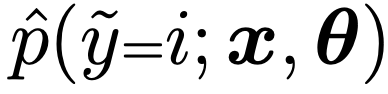 p̂(ỹ=i; 𝒙, 𝜽)